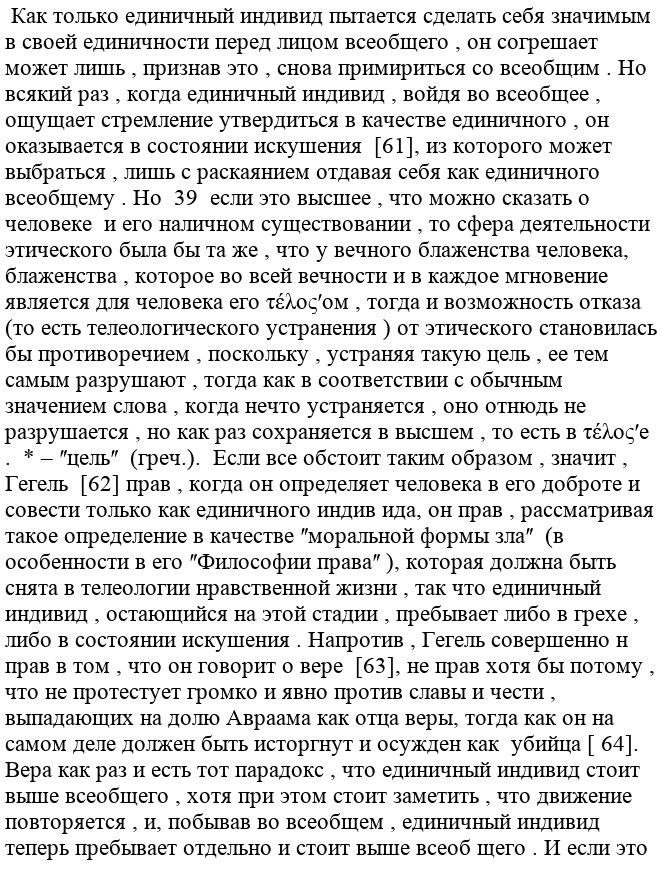 Как только единичный индивид пытается сделать себя значимым
в своей единичности перед лицом всеобщего , он согрешает
может лишь , признав это , снова примириться со всеобщим . Но
всякий раз , когда единичный индивид , войдя во всеобщее ,
ощущает стремление утвердиться в качестве единичного , он
оказывается в состоянии искушения  [61], из которого может
выбраться , лишь с раскаянием отдавая себя как единичного
всеобщему . Но  39  если это высшее , что можно сказать о
человеке  и его наличном существовании , то сфера деятельности
этического была бы та же , что у вечного блаженства человека,
блаженства , которое во всей вечности и в каждое мгновение
является для человека его τέλος′ом , тогда и возможность отказа
(то есть телеологического устранения ) от этического становилась
бы противоречием , поскольку , устраняя такую цель , ее тем
самым разрушают , тогда как в соответствии с обычным
значением слова , когда нечто устраняется , оно отнюдь не
разрушается , но как раз сохраняется в высшем , то есть в τέλος′е
.  * – ″цель″  (греч.).  Если все обстоит таким образом , значит ,
Гегель  [62] прав , когда он определяет человека в его доброте и
совести только как единичного индив ида, он прав , рассматривая
такое определение в качестве ″моральной формы зла″  (в
особенности в его ″Философии права″ ), которая должна быть
снята в телеологии нравственной жизни , так что единичный
индивид , остающийся на этой стадии , пребывает либо в грехе ,
либо в состоянии искушения . Напротив , Гегель совершенно н
прав в том , что он говорит о вере  [63], не прав хотя бы потому ,
что не протестует громко и явно против славы и чести ,
выпадающих на долю Авраама как отца веры, тогда как он на
самом деле должен быть исторгнут и осужден как  убийца [ 64].
Вера как раз и есть тот парадокс , что единичный индивид стоит
выше всеобщего , хотя при этом стоит заметить , что движение
повторяется , и, побывав во всеобщем , единичный индивид
теперь пребывает отдельно и стоит выше всеоб щего . И если это